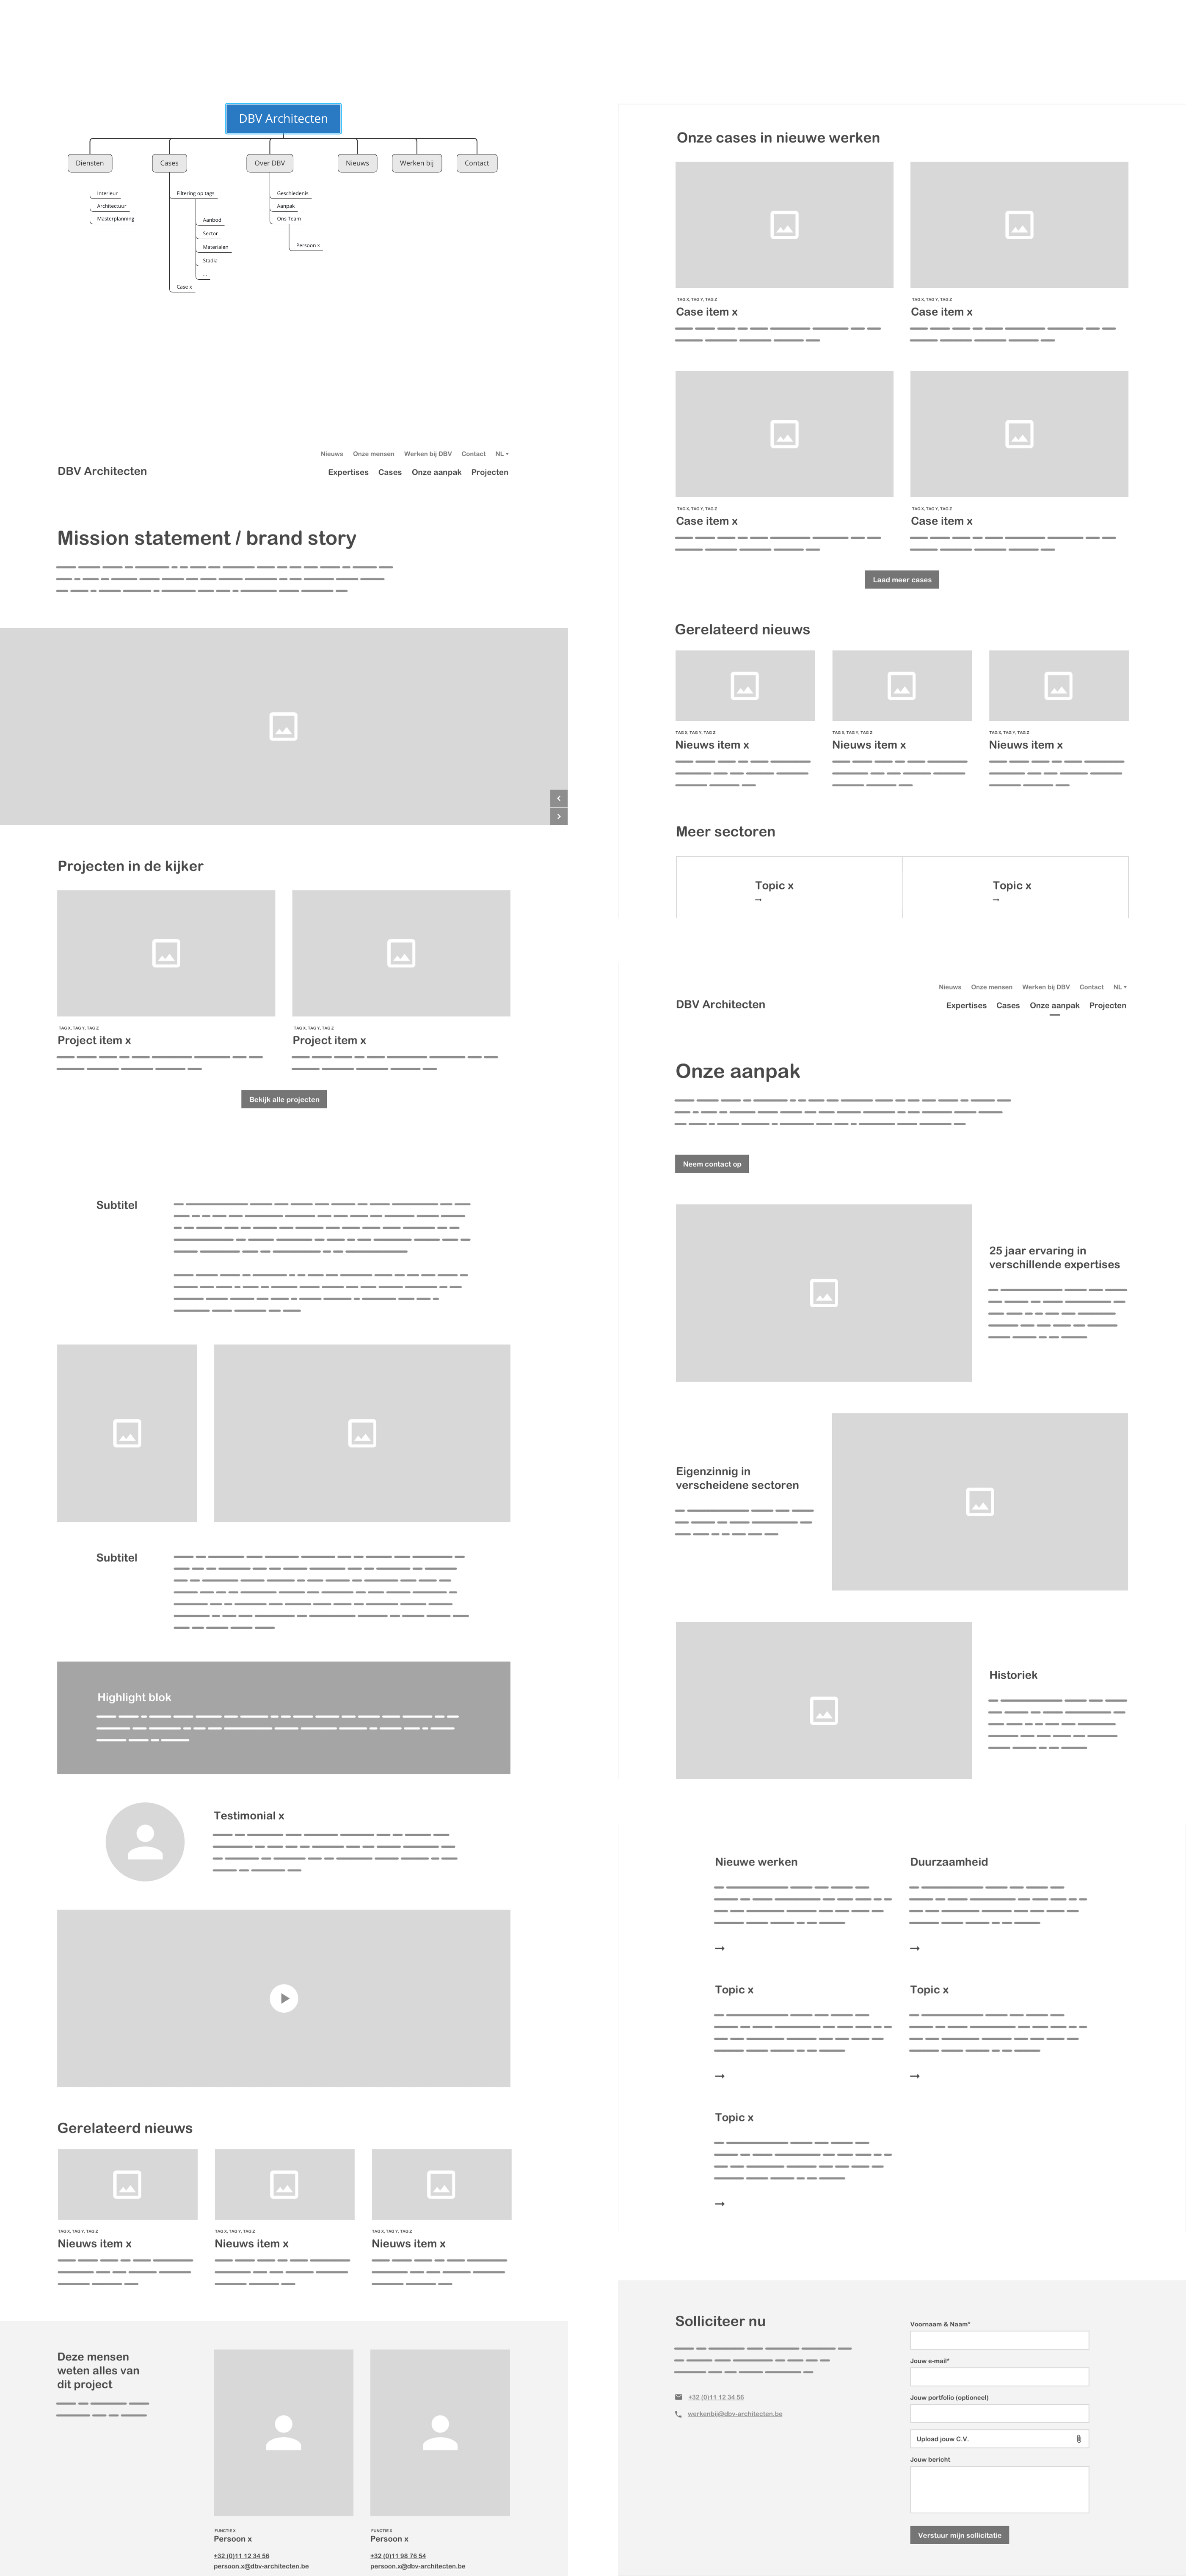 DBV Architecten
Diensten
Cases
Over DBV
Nieuws
Werken bij
Contact
Interieur
Architectuur
Masterplanning
Filtering op tags
Aanbod
Sector
Materialen
Stadia
...
Case x
Geschiedenis
Aanpak
Ons Team
Persoon x
Nieuws Onze mensen Werken bij DBV Contact NL
DBV Architecten
Expertises Cases Onze aanpak Projecten
Mission statement / brand story
Projecten in de kijker
TAG X, TAG Y, TAG Z
Project item x
TAG X, TAG Y, TAG Z
Project item x
Bekijk alle projecten
Subtitel
Subtitel
Highlight blok
Testimonial x
Gerelateerd nieuws
TAG X, TAG Y, TAG Z
Nieuws item x
TAG X, TAG Y, TAG Z
Nieuws item x
TAG X, TAG Y, TAG Z
Nieuws item x
Deze mensen
weten alles van
dit project
FUNCTIE X
Persoon x
+32 (0)11 12 34 56
persoon.x@dbv-architecten.be
FUNCTIE X
Persoon x
+32 (0)11 98 76 54
persoon.x@dbv-architecten.be
Onze cases in nieuwe werken
TAG X, TAG Y, TAG Z
Case item x
TAG X, TAG Y, TAG Z
Case item x
TAG X, TAG Y, TAG Z
Case item x
TAG X, TAG Y, TAG Z
Case item x
Laad meer cases
Gerelateerd nieuws
TAG X, TAG Y, TAG Z
Nieuws item x
TAG X, TAG Y, TAG Z
Nieuws item x
TAG X, TAG Y, TAG Z
Nieuws item x
Meer sectoren
Topic x
Topic x
Nieuws Onze mensen Werken bij DBV Contact NL
DBV Architecten
Expertises Cases Onze aanpak Projecten
Onze aanpak
Neem contact op
25 jaar ervaring in
verschillende expertises
Eigenzinnig in
verscheidene sectoren
Historiek
Nieuwe werken
Duurzaamheid
Topic x
Topic x
Topic x
Solliciteer nu
+32 (0)11 12 34 56
werkenbij@dbv-architecten.be
Voornaam & Naam*
Jouw e-mail*
Jouw portfolio (optioneel)
Upload jouw C.V.
Jouw bericht
Verstuur mijn sollicitatie